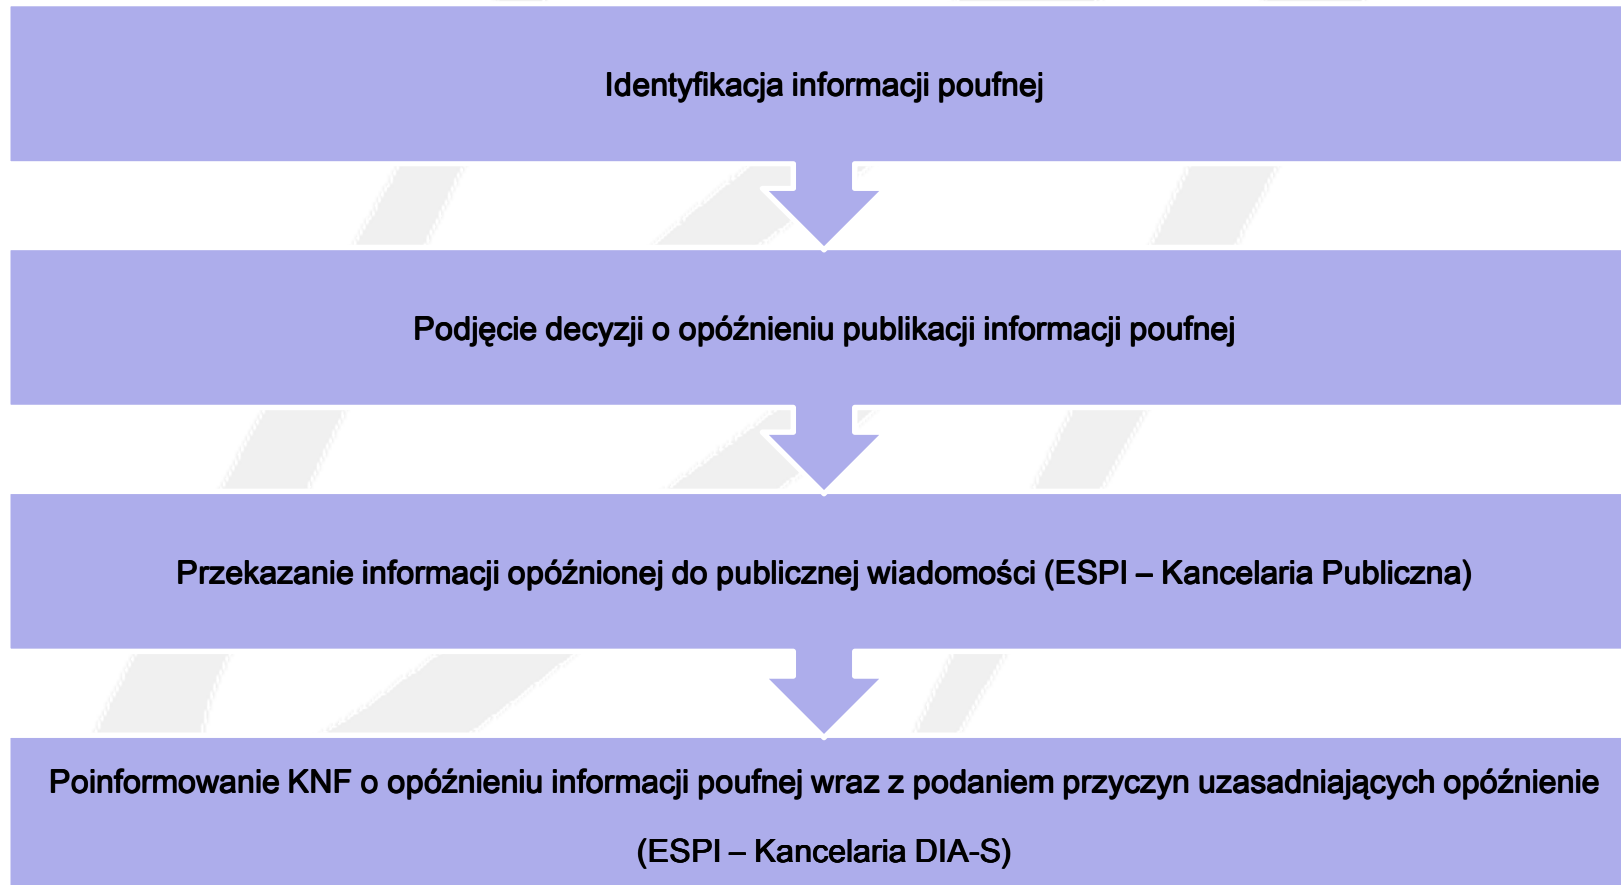 Identyfikacja informacji poufnej
Podjęcie decyzji o opóźnieniu publikacji informacji poufnej
Przekazanie informacji opóźnionej do publicznej wiadomości (ESPI – Kancelaria Publiczna)
Poinformowanie KNF o opóźnieniu informacji poufnej wraz z podaniem przyczyn uzasadniających opóźnienie
(ESPI – Kancelaria DIA-S)